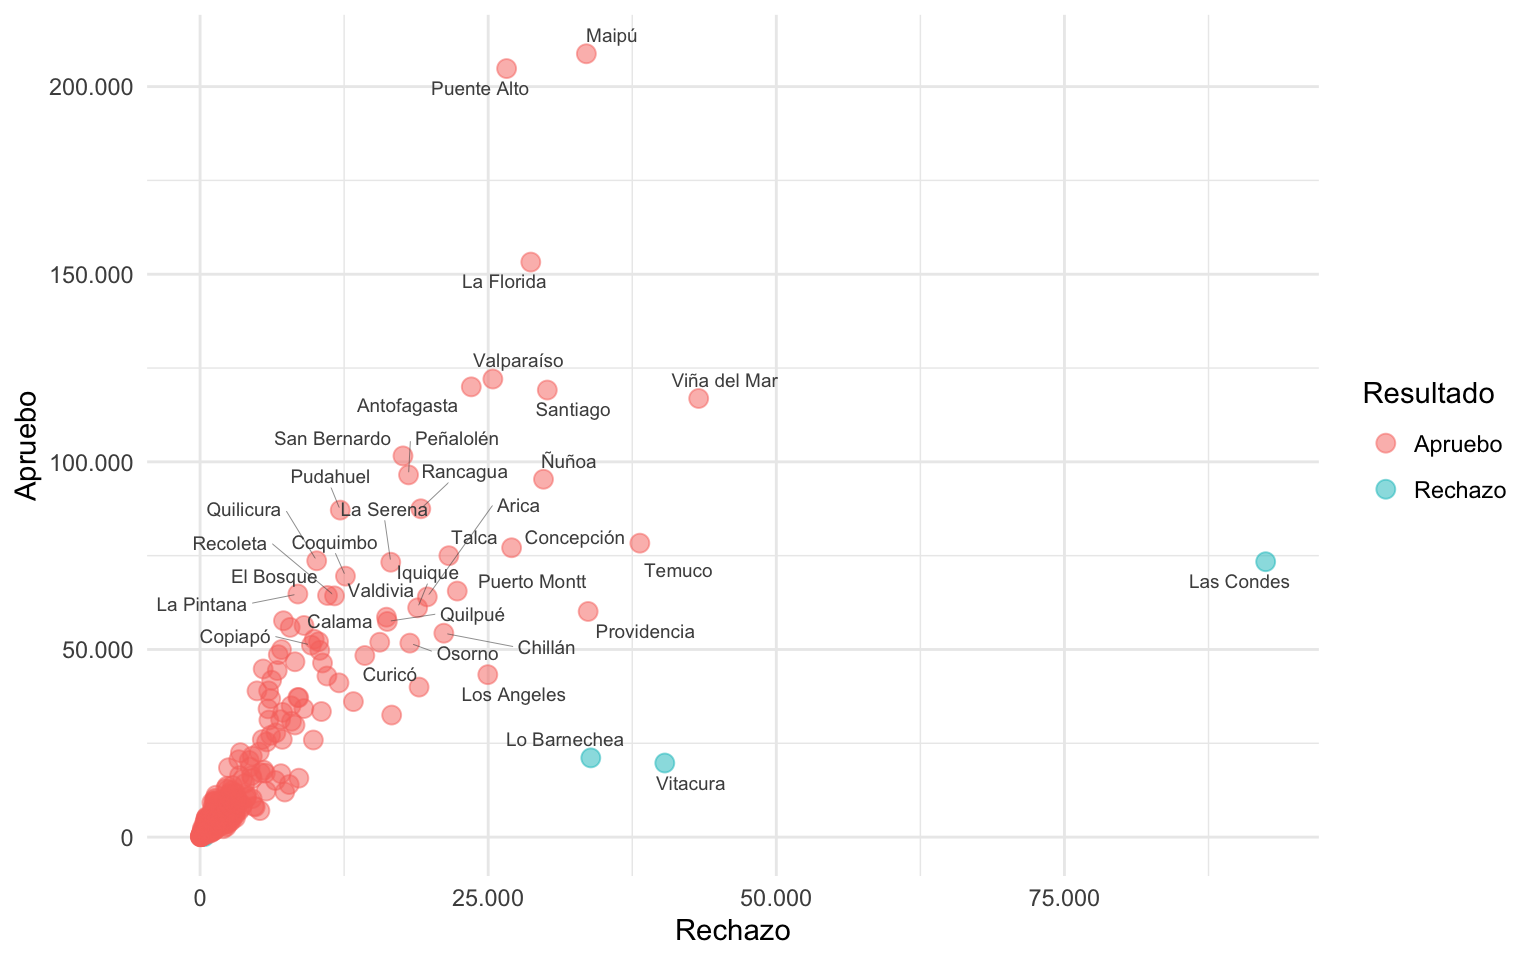 Maipú
Puente Alto
200.000
150.000
La Florida
Valparaíso
Viña del Mar
Antofagasta
Santiago
San Bernardo
Peñalolén
100.000
Ñuñoa
Pudahuel
Rancagua
Quilicura
La Serena
Arica
Recoleta
Coquimbo
Talca
Concepción
El Bosque
Iquique
Temuco
Puerto Montt
Las Condes
La Pintana
Valdivia
Calama
Quilpué
Providencia
Copiapó
50.000
Osorno
Chillán
Curicó
Los Angeles
Lo Barnechea
Vitacura
0
Apruebo
0
25.000
50.000
75.000
Rechazo
Resultado
Apruebo
Rechazo